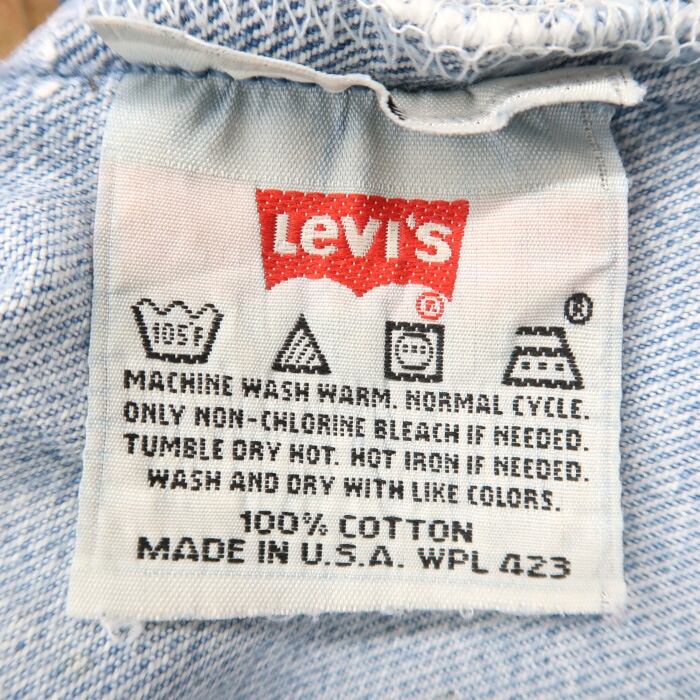 Levi's
®
®
105°F
MACHINE WASH WARM. NORMAL CYCLE.
ONLY NON-CHLORINE BLEACH IF NEEDED.
TUMBLE DRY HOT. HOT IRON IF NEEDED.
WASH AND DRY WITH LIKE COLORS.
100% COTTON
MADE IN U.S.A. WPL 423